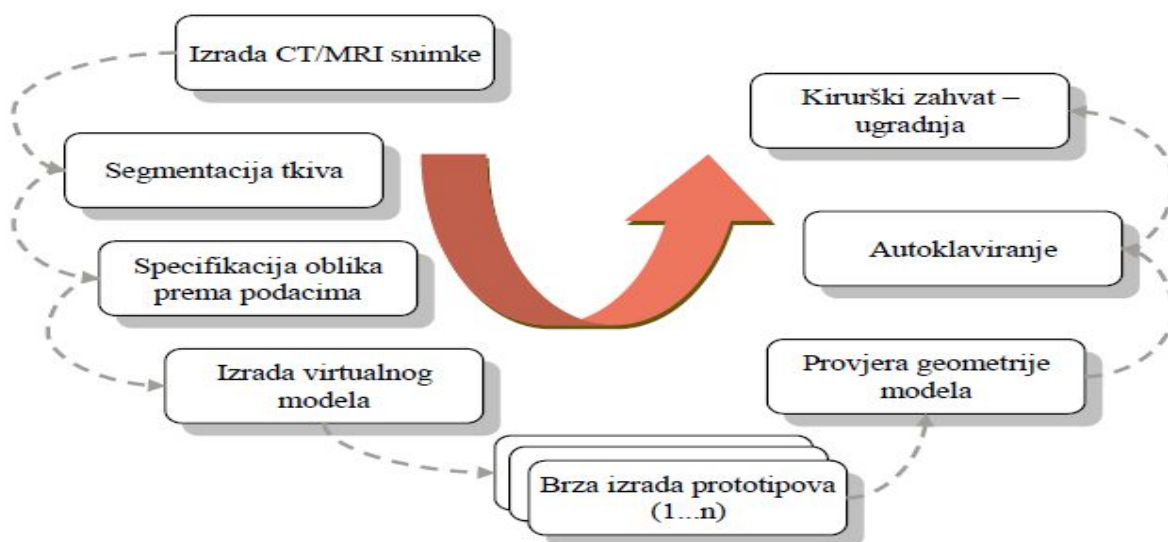 Izrada CT/MRI snimke
Segmentacija tkiva
Specifikacija oblika
prema podacima
Izrada virtualnog
modela
Brza izrada prototipova
(1...n)
Provjera geometrije
modela
Autoklaviranje
Kirurški zahvat –
ugradnja